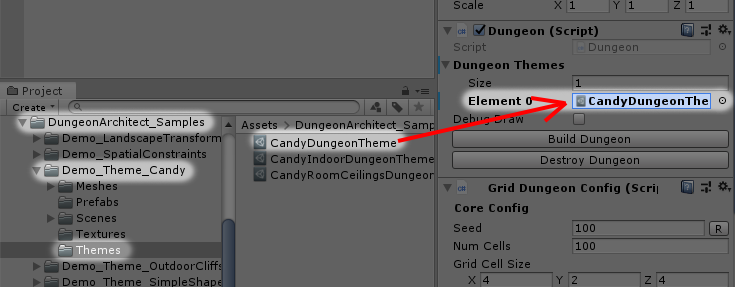 Scale X 1 Y 1 Z 1
Dungeon (Script)
Script Dungeon
Dungeon Themes
Size 1
Element 0 CandyDungeonThe
Debug Draw
Build Dungeon
Destroy Dungeon
Grid Dungeon Config (Scrip
Core Config
Seed 100 R
Num Cells 100
Grid Cell Size
X 4 Y 2 Z 4
Project
Create
DungeonArchitect_Samples
Demo_LandscapeTransform
Demo_SpatialConstraints
Demo_Theme_Candy
Meshes
Prefabs
Scenes
Textures
Themes
Demo_Theme_OutdoorCliffs
Demo_Theme_SimpleShape
Assets DungeonArchitect_Samp
CandyDungeonTheme
CandyIndoorDungeonTheme
CandyRoomCeilingsDungeon